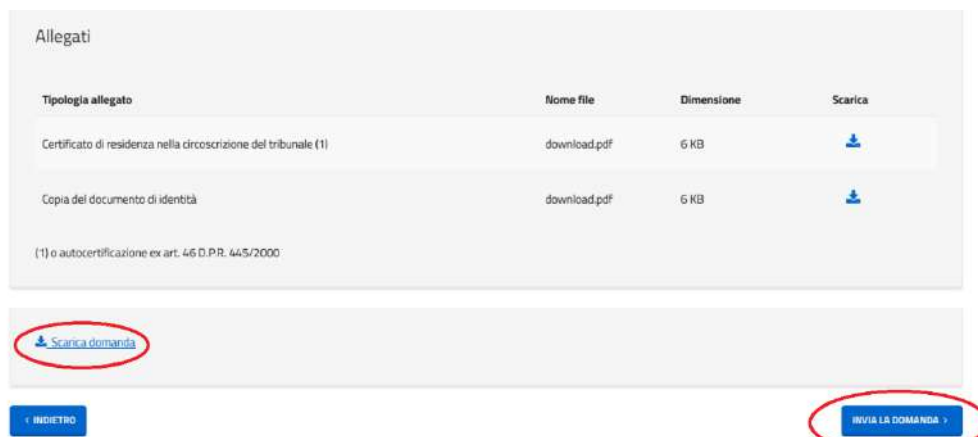 Allegati
Tipologia allegato Nome file Dimensione Scarica
Certificato di residenza nella circoscrizione del tribunale (1) download.pdf 6 KB
Copia del documento di identità download.pdf 6 KB
(1) o autocertificazione ex art. 46 D.P.R. 445/2000
Scarica domanda
< INDIETRO INVIA LA DOMANDA >